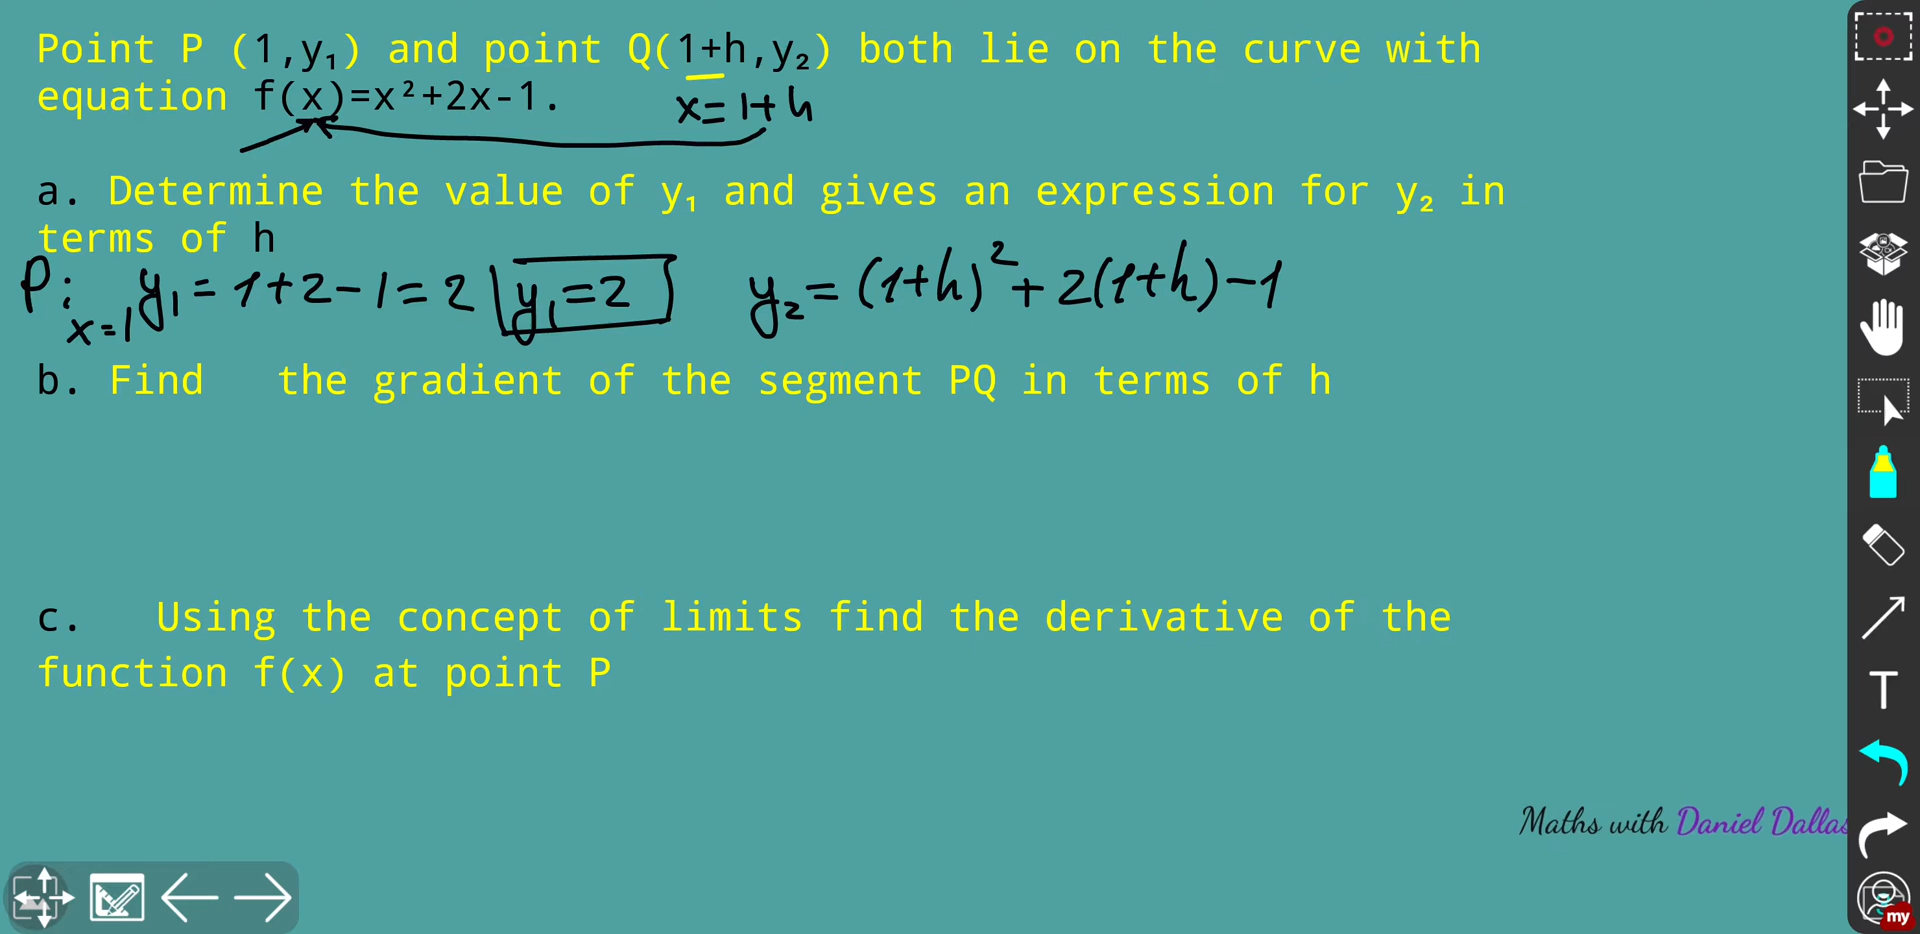 Point P (1,y₁) and point Q(1+h,y₂) both lie on the curve with
equation f(x)=x²+2x-1.
x=1+h
a. Determine the value of y₁ and gives an expression for y₂ in
terms of h
P: x=1 y₁=1+2-1=2 y₁=2 y₂=(1+h)²+2(1+h)-1
b. Find the gradient of the segment PQ in terms of h
c. Using the concept of limits find the derivative of the
function f(x) at point P
Maths with Daniel Dallas
T
my